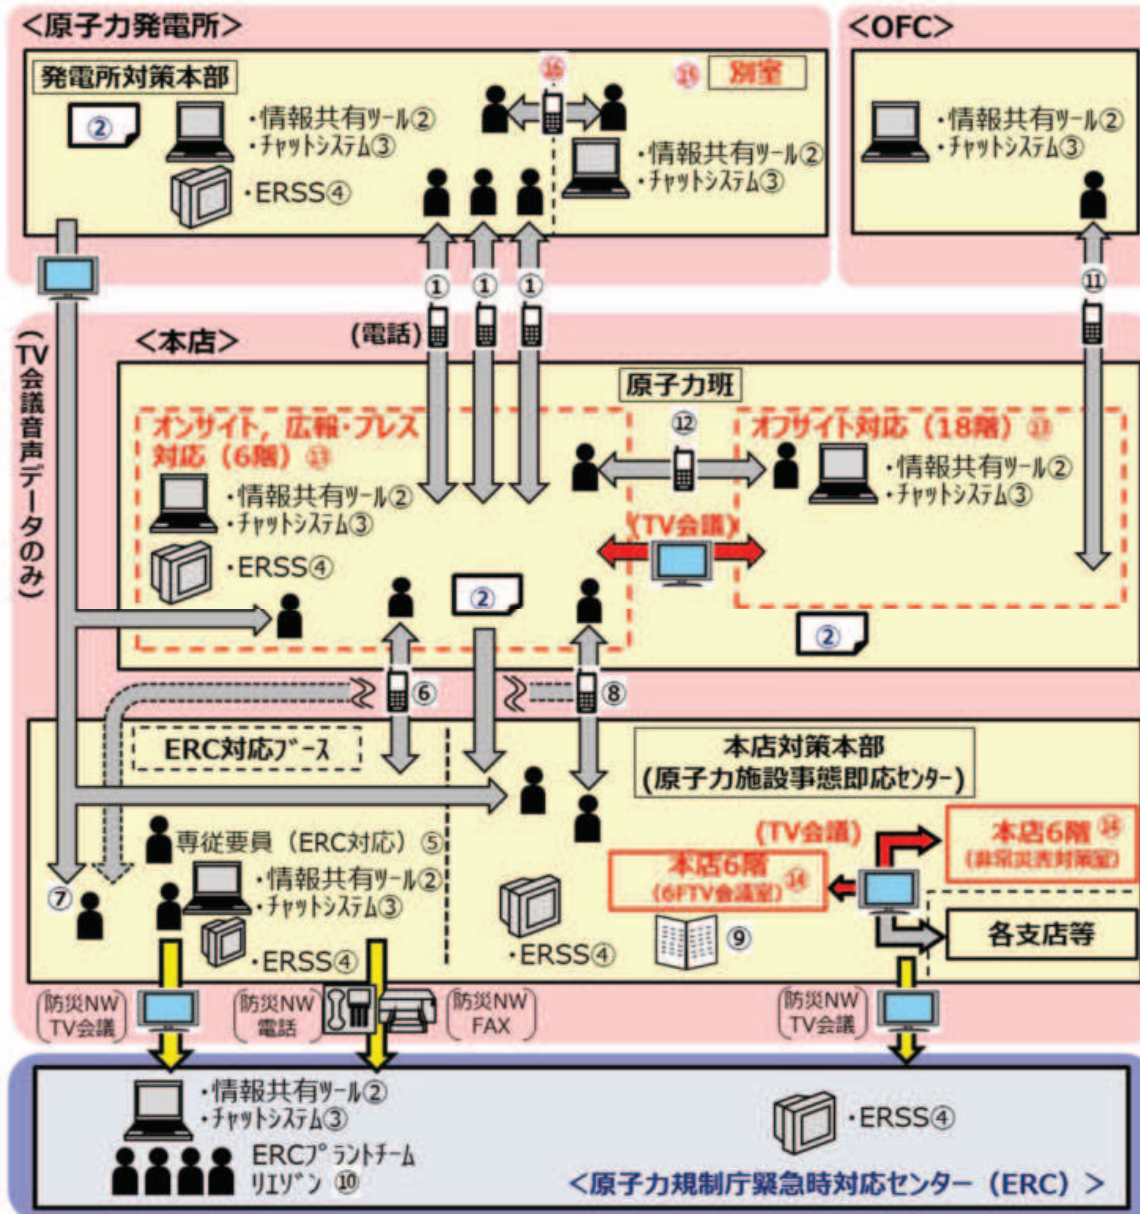 <原子力発電所>
発電所対策本部
②
・情報共有ツール②
・チャットシステム③
・ERSS④
⑯
⑮ 別室
・情報共有ツール②
・チャットシステム③
<OFC>
・情報共有ツール②
・チャットシステム③
① ① ①
⑪
(電話)
(TV会議音声データのみ)
<本店>
原子力班
オンサイト，広報・プレス
対応（6階）⑬
・情報共有ツール②
・チャットシステム③
・ERSS④
⑫
オフサイト対応（18階）⑬
・情報共有ツール②
・チャットシステム③
(TV会議)
②
②
⑥
⑧
ERC対応ブース
本店対策本部
(原子力施設事態即応センター)
専従要員（ERC対応）⑤
・情報共有ツール②
・チャットシステム③
・ERSS④
⑦
・ERSS④
(TV会議)
本店6階⑭
(非常災害対策室)
本店6階
(6FTV会議室)⑭
⑨
各支店等
防災NW
TV会議
防災NW
電話
防災NW
FAX
防災NW
TV会議
・情報共有ツール②
・チャットシステム③
ERCプラントチーム
リエゾン ⑩
・ERSS④
<原子力規制庁緊急時対応センター（ERC）>